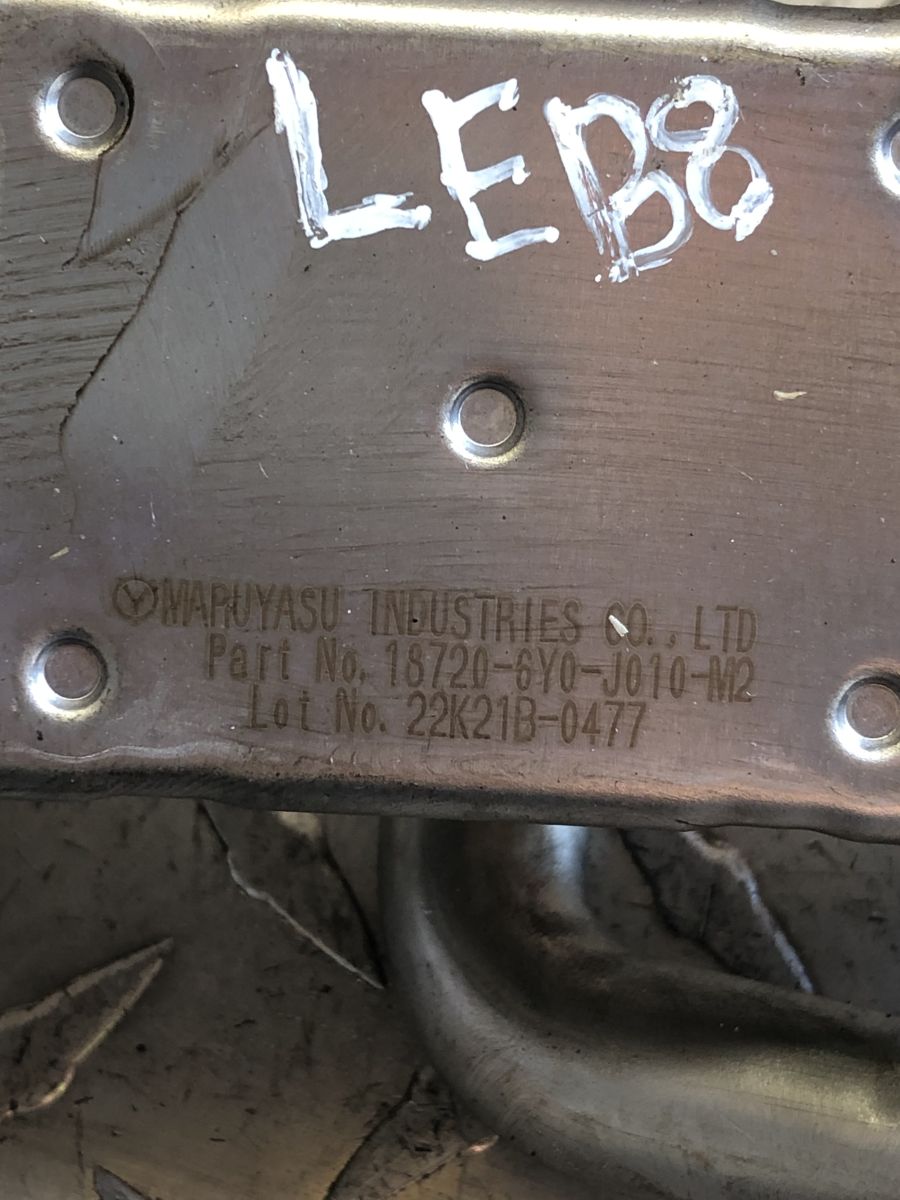 LEB8
MARUYASU INDUSTRIES CO., LTD
Part No. 18720-6Y0-J010-M2
Lot No. 22K21B-0477